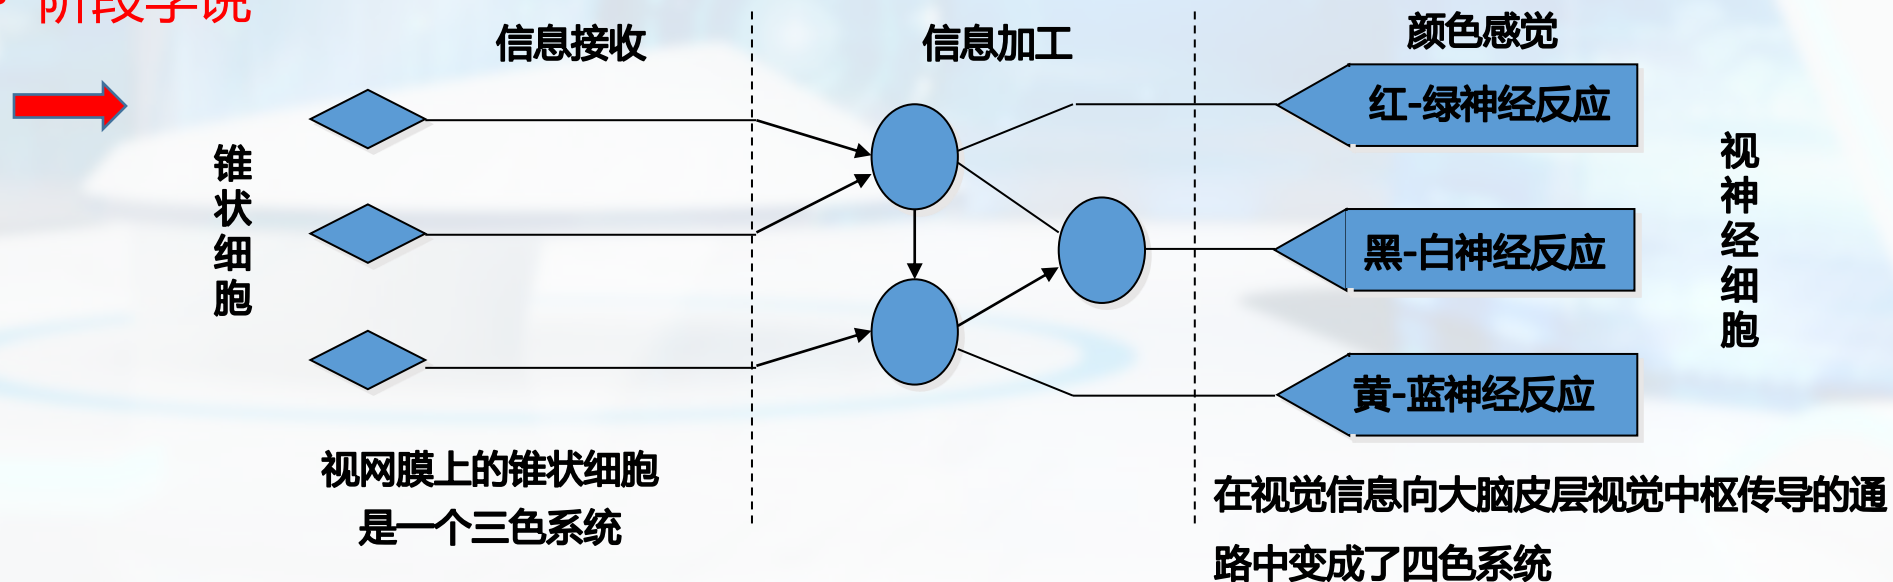 阶段学说
信息接收
信息加工
颜色感觉
锥状细胞
红-绿神经反应
黑-白神经反应
黄-蓝神经反应
视神经细胞
视网膜上的锥状细胞
是一个三色系统
在视觉信息向大脑皮层视觉中枢传导的通
路中变成了四色系统